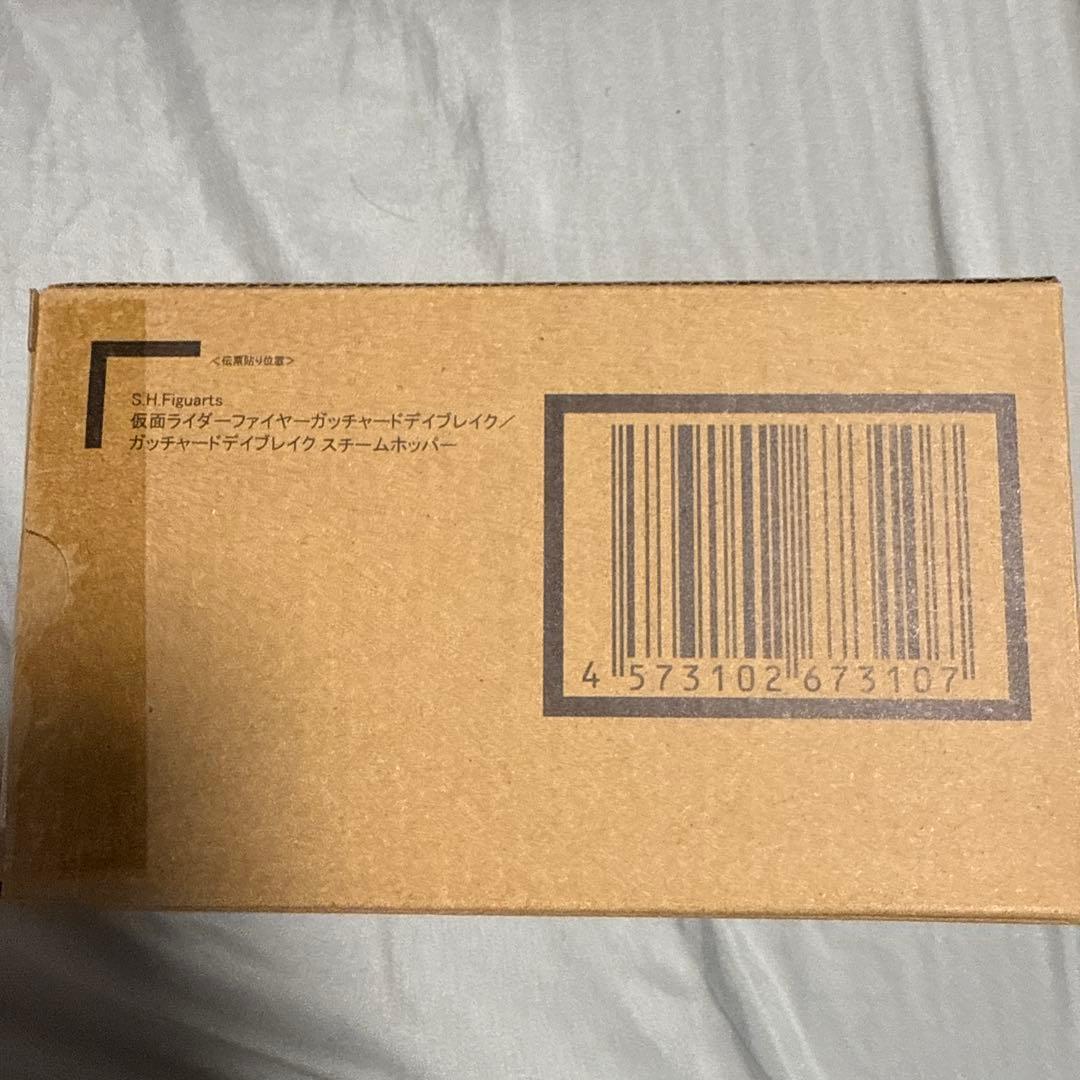 <伝票貼り位置>
S.H.Figuarts
仮面ライダーファイヤーガッチャードデイブレイク/
ガッチャードデイブレイク スチームホッパー
4 573102 673107